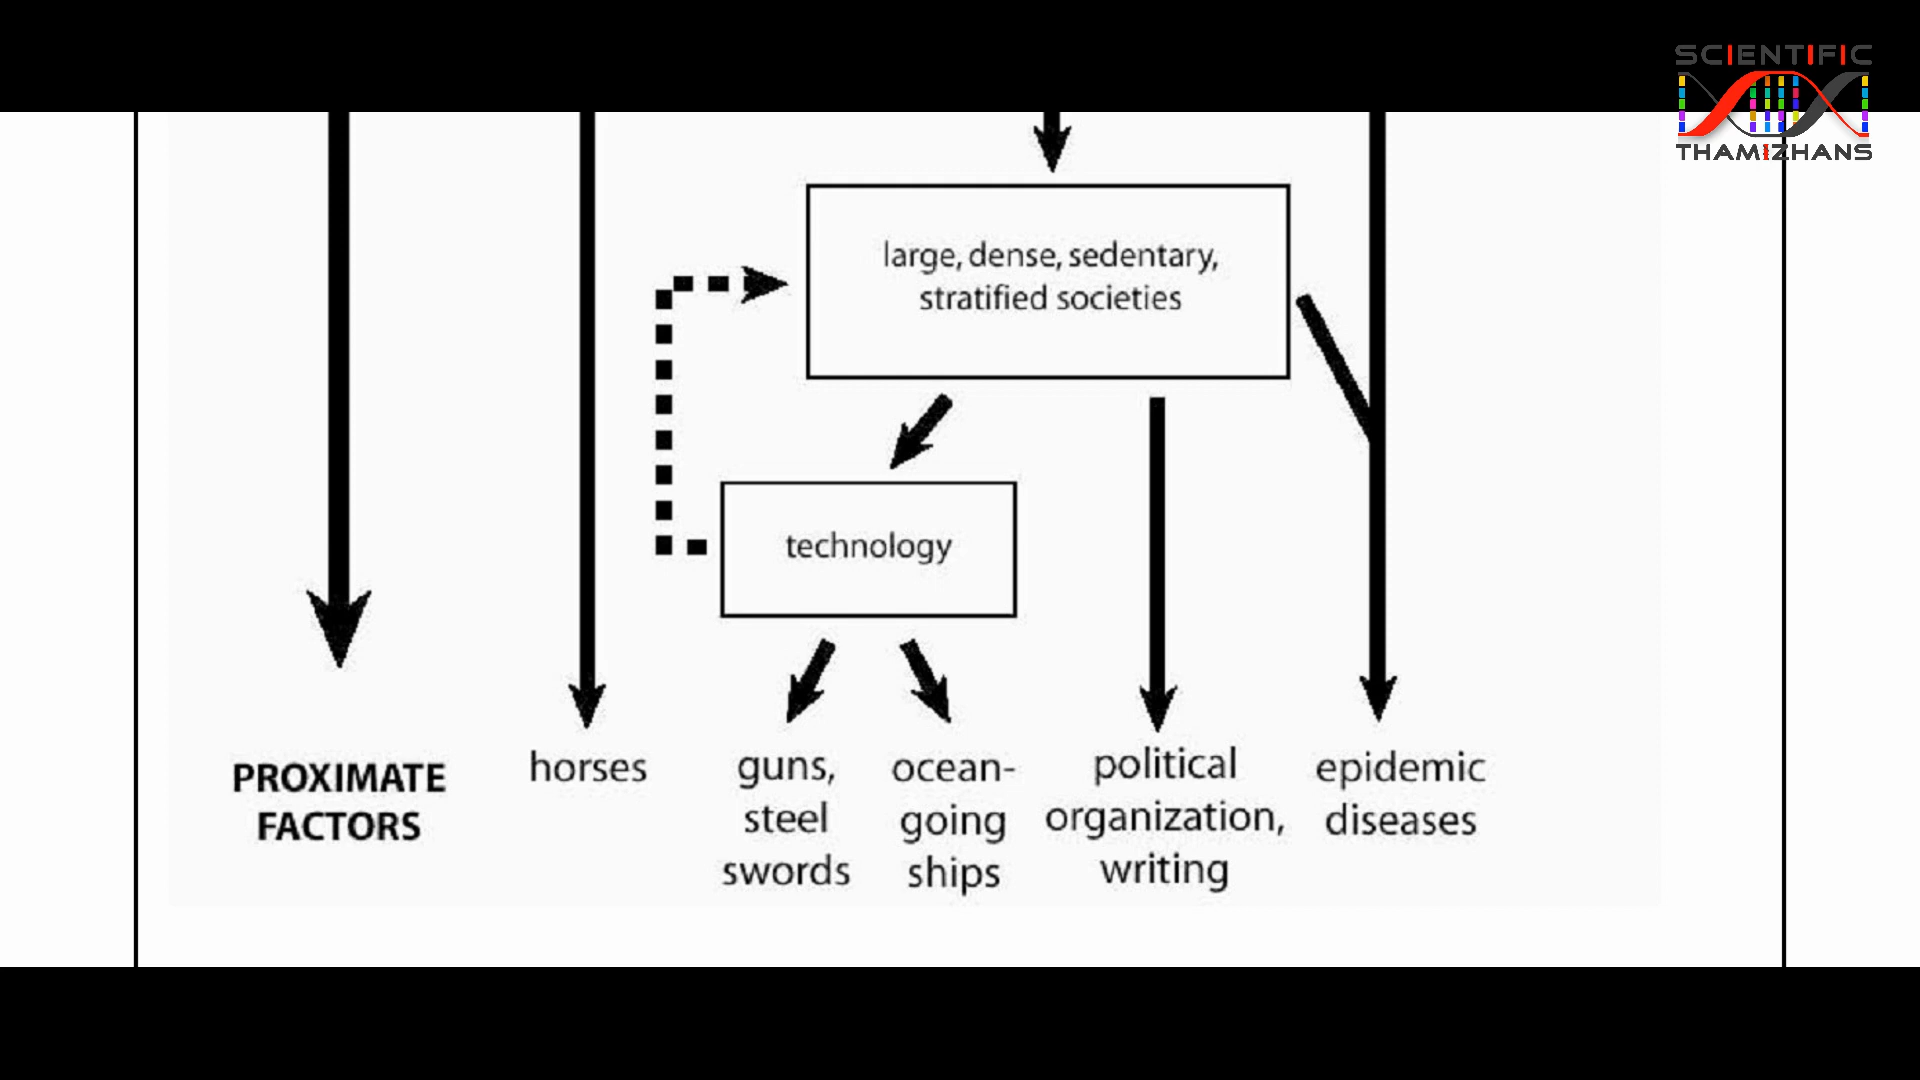 SCIENTIFIC
THAMIZHANS
large, dense, sedentary,
stratified societies
technology
PROXIMATE
FACTORS
horses
guns,
steel
swords
ocean-
going
ships
political
organization,
writing
epidemic
diseases